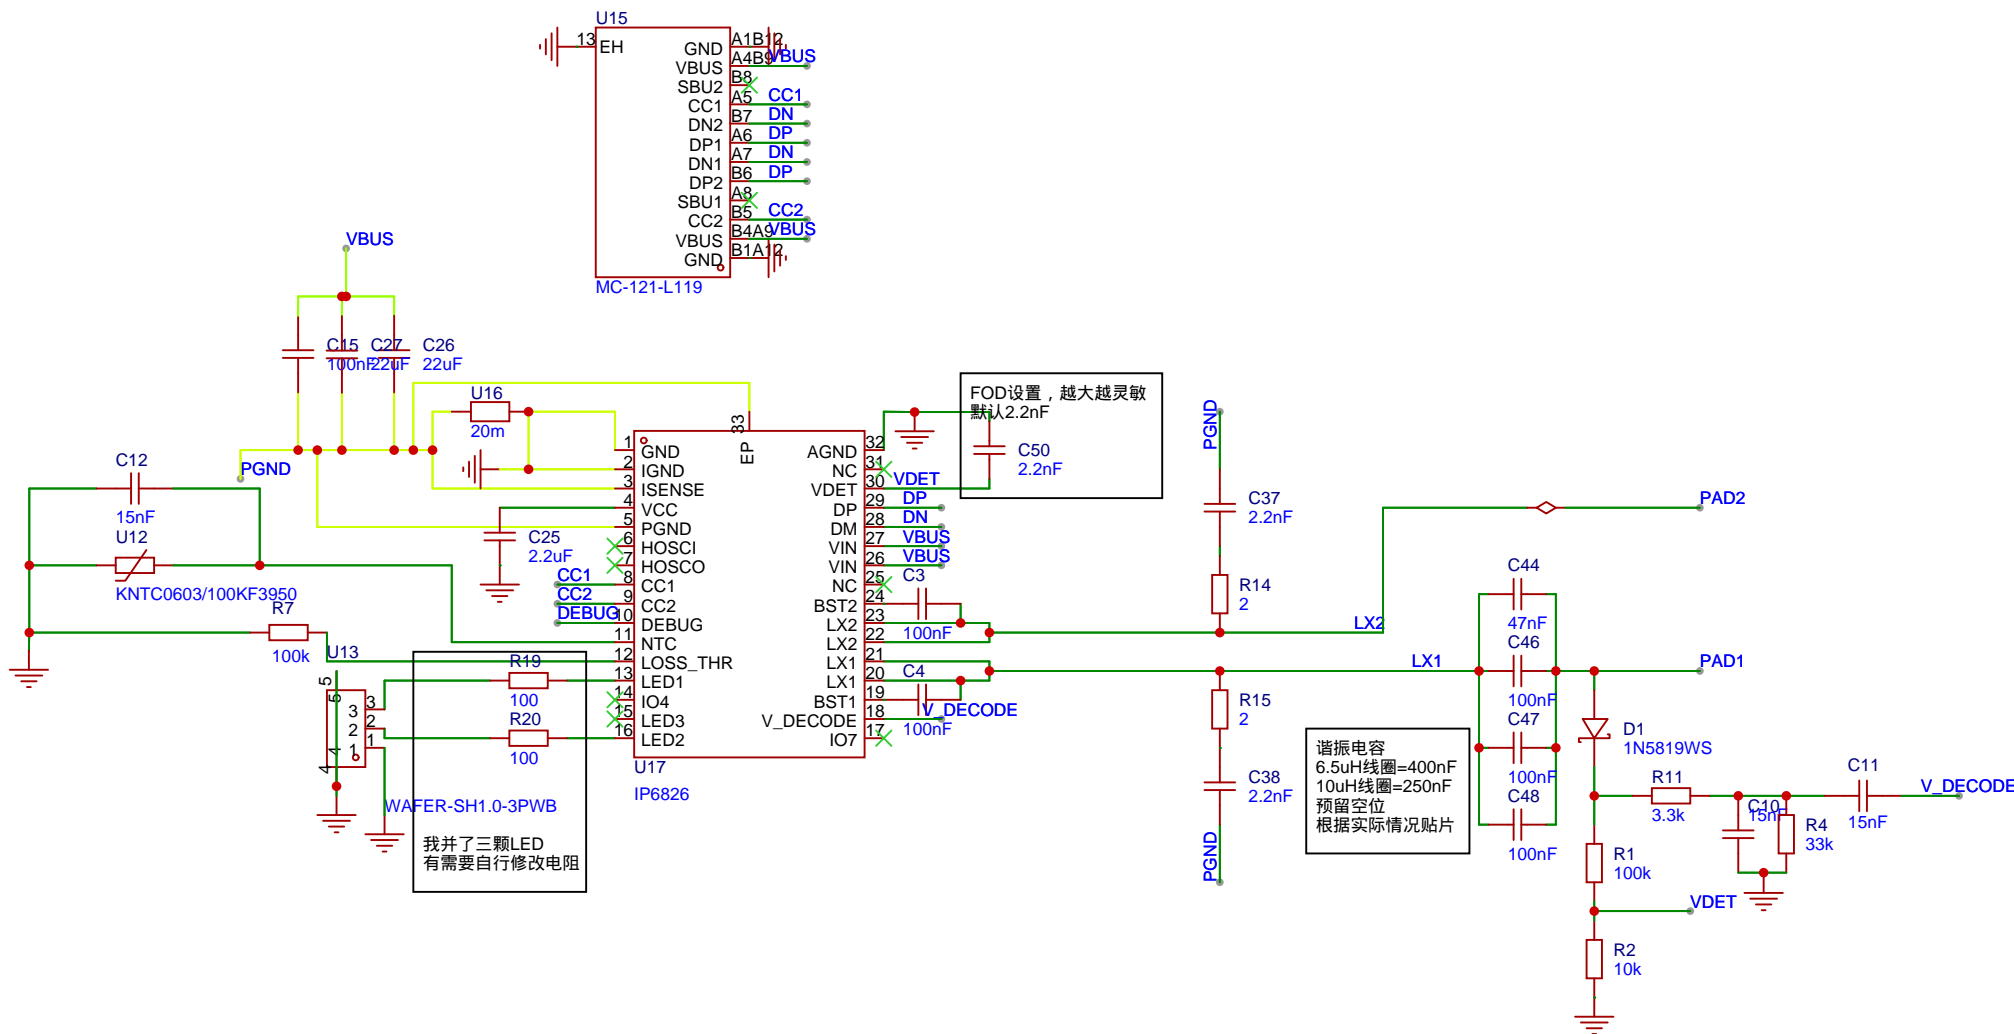 U15
13
EH
GND
A1B12
VBUS
A4B9
VBUS
SBU2
B8
CC1
A5
CC1
DN2
B7
DN
DP1
A6
DP
DN1
A7
DN
DP2
B6
DP
SBU1
A8
CC2
B5
CC2
VBUS
B4A9
VBUS
GND
B1A12
MC-121-L119
VBUS
C15
100nF
C27
22uF
C26
22uF
PGND
U16
20m
C12
15nF
U12
KNTC0603/100KF3950
R7
100k
C25
2.2uF
CC1
CC2
DEBUG
33
EP
1
GND
2
IGND
3
ISENSE
4
VCC
5
PGND
6
HOSCI
7
HOSCO
8
CC1
9
CC2
10
DEBUG
11
NTC
12
LOSS_THR
13
LED1
14
IO4
15
LED3
16
LED2
AGND
32
NC
31
VDET
30
VDET
DP
29
DP
DM
28
DN
VIN
27
VBUS
VIN
26
VBUS
NC
25
BST2
24
LX2
23
LX2
22
LX1
21
LX1
20
BST1
19
V_DECODE
18
V_DECODE
IO7
17
U17
IP6826
FOD设置，越大越灵敏
默认2.2nF
C50
2.2nF
C3
100nF
C4
100nF
U13
5
5
3
3
2
2
1
1
4
4
WAFER-SH1.0-3PWB
R19
100
R20
100
我并了三颗LED
有需要自行修改电阻
PGND
C37
2.2nF
R14
2
LX2
PAD2
R15
2
C38
2.2nF
PGND
LX1
PAD1
C44
47nF
C46
100nF
C47
100nF
C48
100nF
谐振电容
6.5uH线圈=400nF
10uH线圈=250nF
预留空位
根据实际情况贴片
D1
1N5819WS
R11
3.3k
C10
15nF
R4
33k
C11
15nF
V_DECODE
R1
100k
VDET
R2
10k